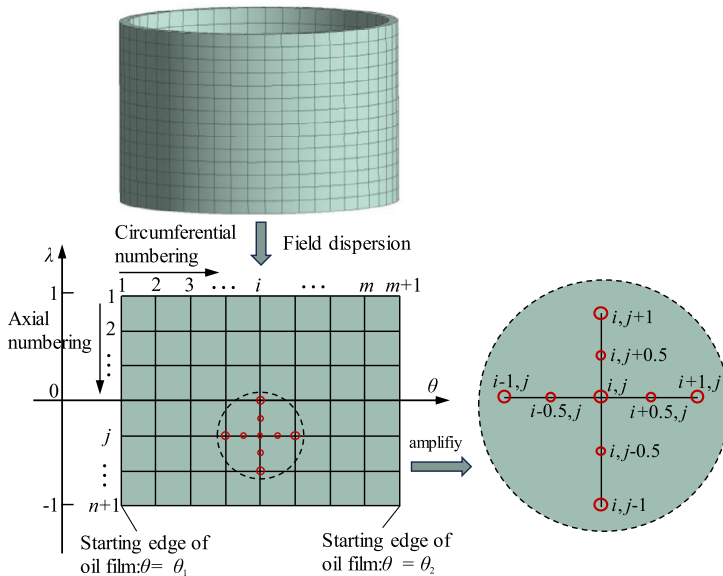 Circumferential
numbering
Field dispersion
λ
1 2 3 ··· i ··· m m+1
1
1
Axial
numbering
2
⋮
0
θ
j
⋮
-1
n+1
amplifiy
i, j+1
i, j+0.5
i-1, j
i, j
i+1, j
i-0.5, j
i+0.5, j
i, j-0.5
i, j-1
Starting edge of
oil film:θ= θ₁
Starting edge of
oil film:θ = θ₂